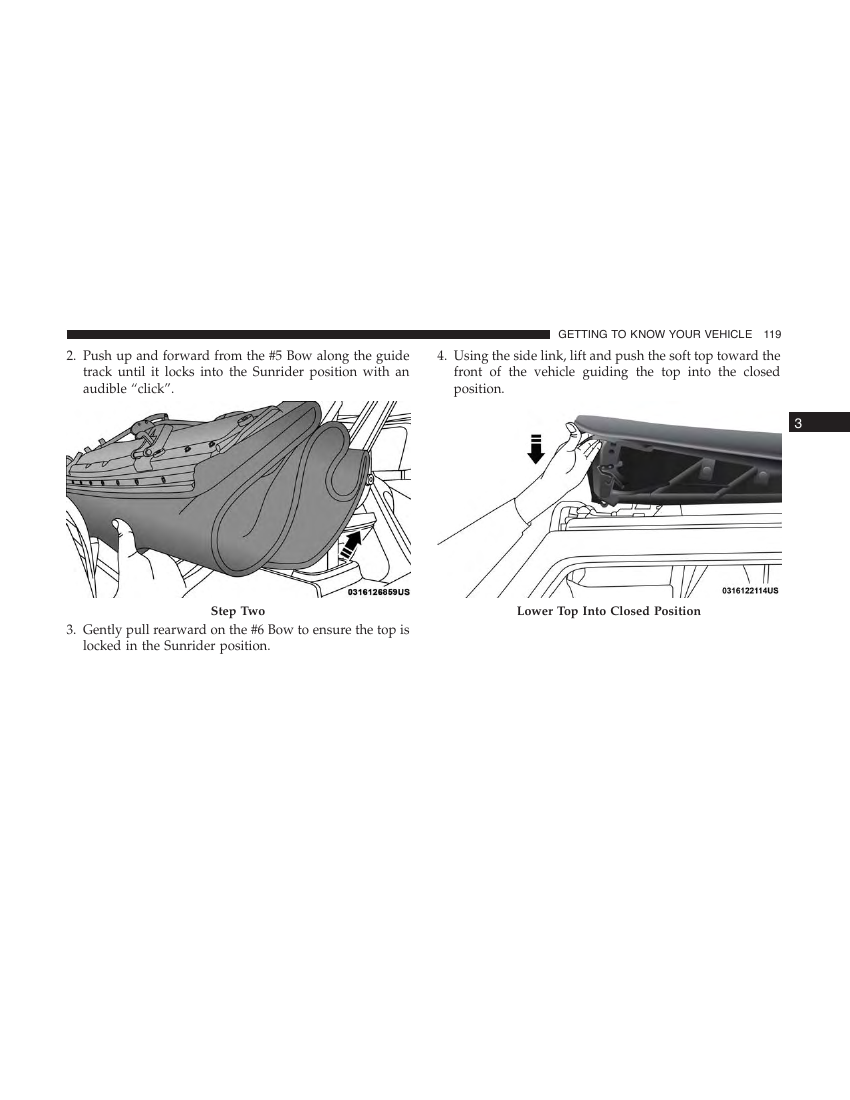 GETTING TO KNOW YOUR VEHICLE 119
2. Push up and forward from the #5 Bow along the guide
track until it locks into the Sunrider position with an
audible “click”.
0316126859US
Step Two
3. Gently pull rearward on the #6 Bow to ensure the top is
locked in the Sunrider position.
4. Using the side link, lift and push the soft top toward the
front of the vehicle guiding the top into the closed
position.
0316122114US
Lower Top Into Closed Position
3